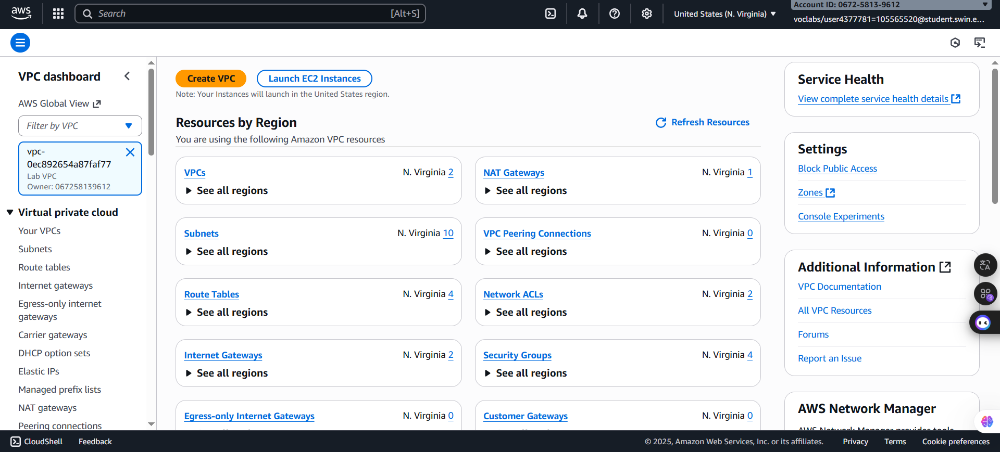 aws
Search
[Alt+S]
United States (N. Virginia)
Account ID: 0672-5813-9612
voclabs/user4377781=105565520@student.swin.e...
VPC dashboard
AWS Global View
Filter by VPC
vpc-
0ec892654a87faf77
Lab VPC
Owner: 067258139612
Virtual private cloud
Your VPCs
Subnets
Route tables
Internet gateways
Egress-only internet
gateways
Carrier gateways
DHCP option sets
Elastic IPs
Managed prefix lists
NAT gateways
Peering connections
Create VPC
Launch EC2 Instances
Note: Your Instances will launch in the United States region.
Resources by Region
Refresh Resources
You are using the following Amazon VPC resources
VPCs
N. Virginia 2
See all regions
NAT Gateways
N. Virginia 1
See all regions
Subnets
N. Virginia 10
See all regions
VPC Peering Connections
N. Virginia 0
See all regions
Route Tables
N. Virginia 4
See all regions
Network ACLs
N. Virginia 2
See all regions
Internet Gateways
N. Virginia 2
See all regions
Security Groups
N. Virginia 4
See all regions
Egress-only Internet Gateways
N. Virginia 0
Customer Gateways
N. Virginia 0
Service Health
View complete service health details
Settings
Block Public Access
Zones
Console Experiments
Additional Information
VPC Documentation
All VPC Resources
Forums
Report an Issue
AWS Network Manager
AWS Network Manager provides tools
CloudShell
Feedback
© 2025, Amazon Web Services, Inc. or its affiliates.
Privacy
Terms
Cookie preferences